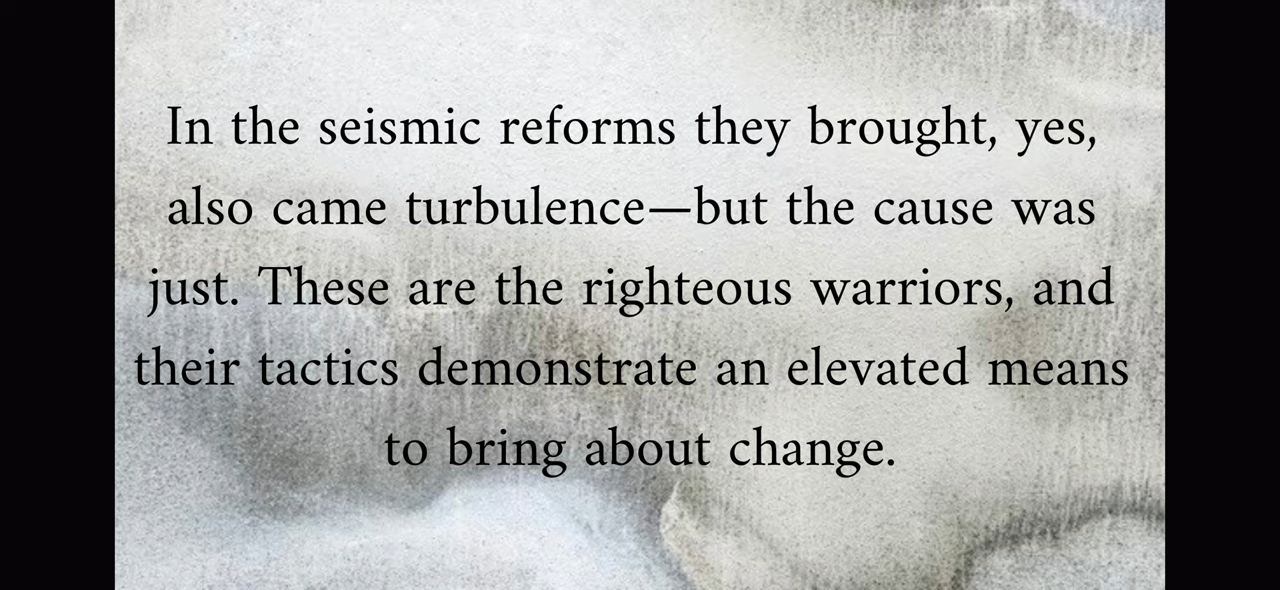 In the seismic reforms they brought, yes,
also came turbulence—but the cause was
just. These are the righteous warriors, and
their tactics demonstrate an elevated means
to bring about change.